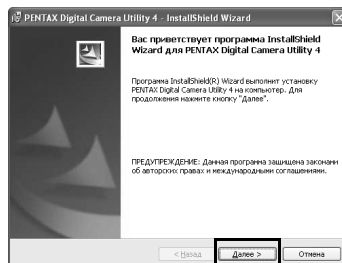 PENTAX Digital Camera Utility 4 - InstallShield Wizard
Вас приветствует программа InstallShield
Wizard для PENTAX Digital Camera Utility 4
Программа InstallShield(R) Wizard выполнит установку
PENTAX Digital Camera Utility 4 на компьютер. Для
продолжения нажмите кнопку "Далее".
ПРЕДУПРЕЖДЕНИЕ: Данная программа защищена законами
об авторских правах и международными соглашениями.
< Назад
Далее >
Отмена